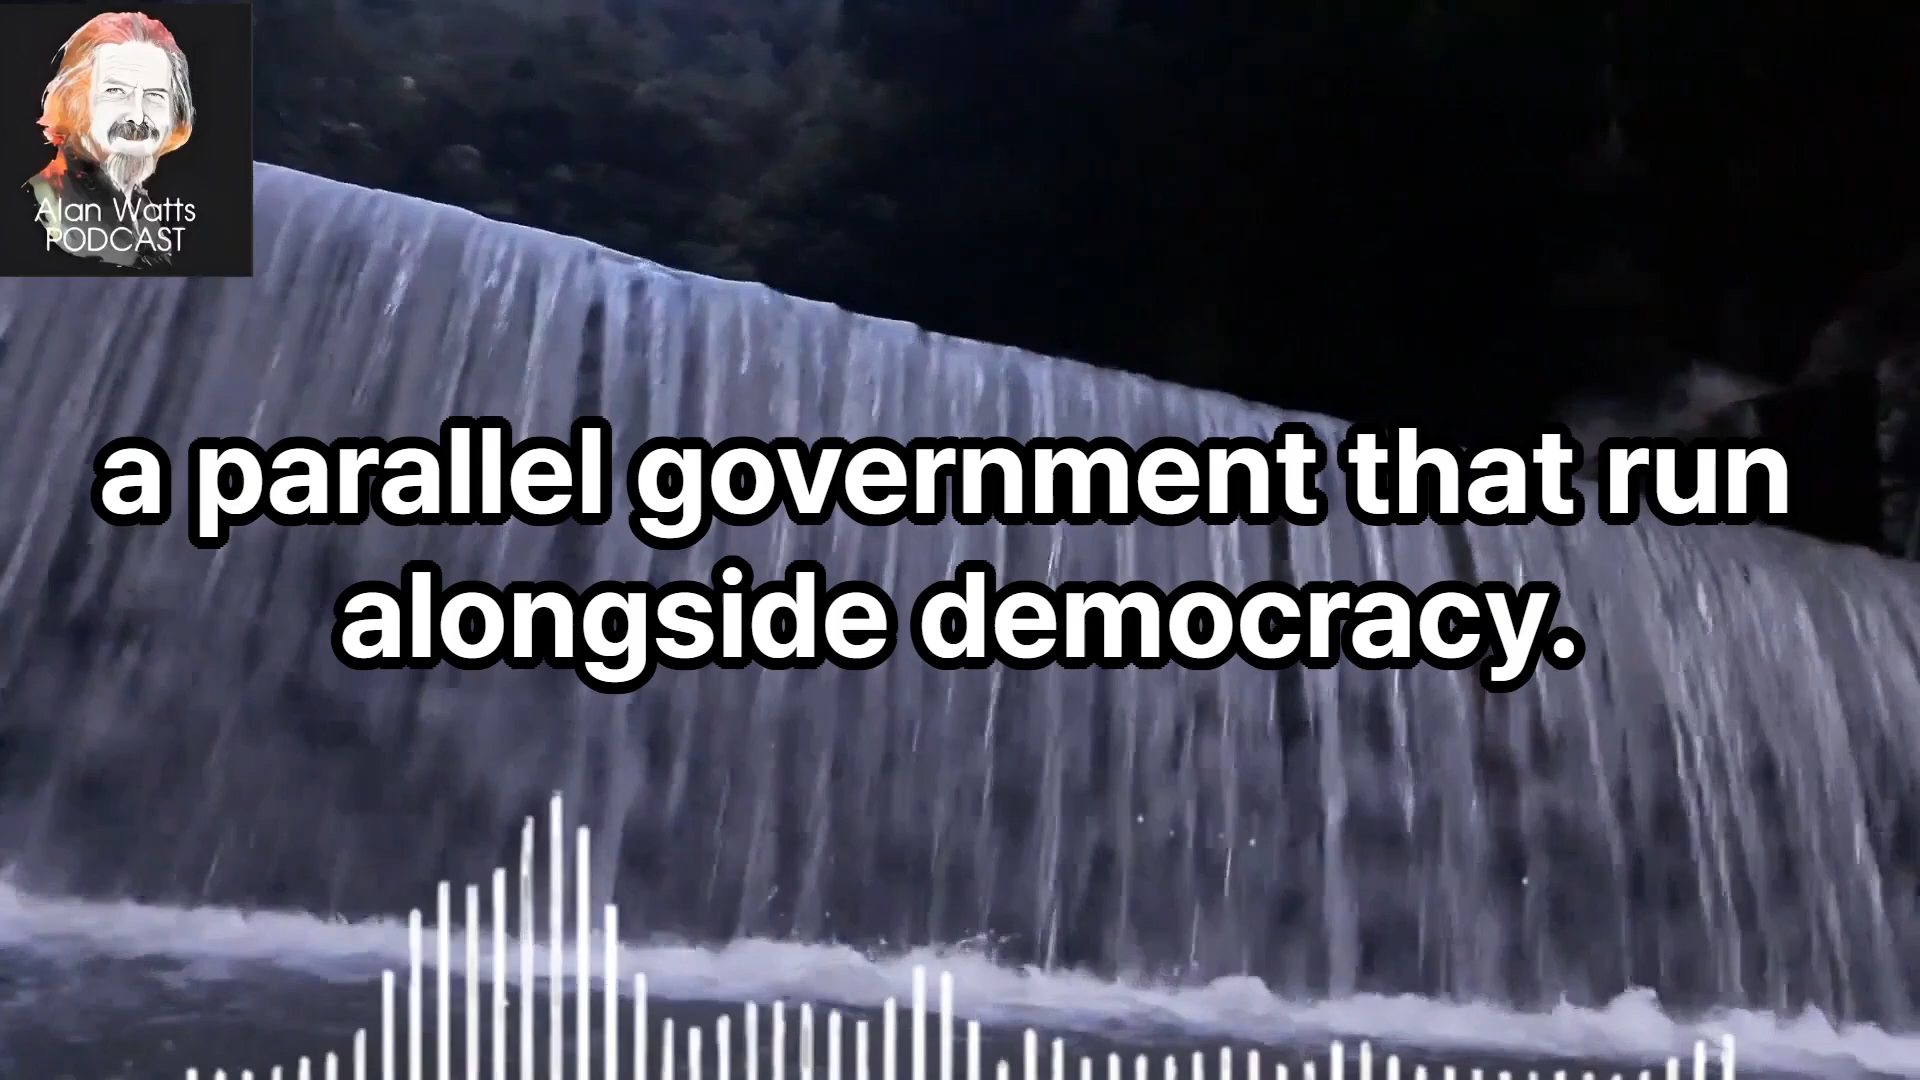 Alan Watts
PODCAST
a parallel government that run
alongside democracy.